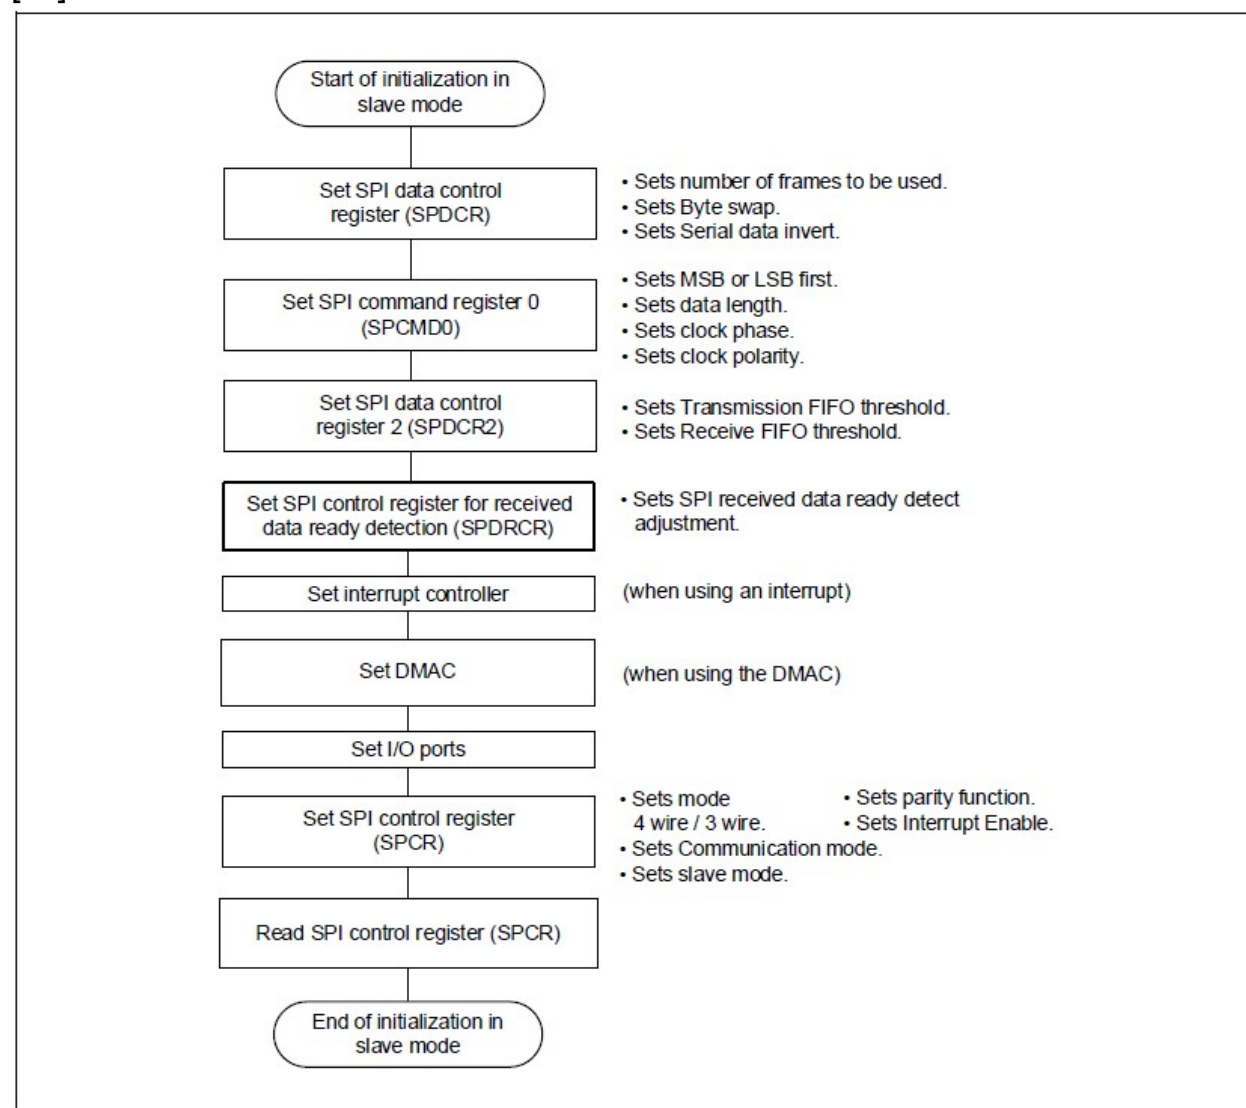 Start of initialization in
slave mode
Set SPI data control
register (SPDCR)
• Sets number of frames to be used.
• Sets Byte swap.
• Sets Serial data invert.
Set SPI command register 0
(SPCMD0)
• Sets MSB or LSB first.
• Sets data length.
• Sets clock phase.
• Sets clock polarity.
Set SPI data control
register 2 (SPDCR2)
• Sets Transmission FIFO threshold.
• Sets Receive FIFO threshold.
Set SPI control register for received
data ready detection (SPDRCR)
• Sets SPI received data ready detect
adjustment.
Set interrupt controller
(when using an interrupt)
Set DMAC
(when using the DMAC)
Set I/O ports
Set SPI control register
(SPCR)
• Sets mode
4 wire / 3 wire.
• Sets Communication mode.
• Sets slave mode.
• Sets parity function.
• Sets Interrupt Enable.
Read SPI control register (SPCR)
End of initialization in
slave mode